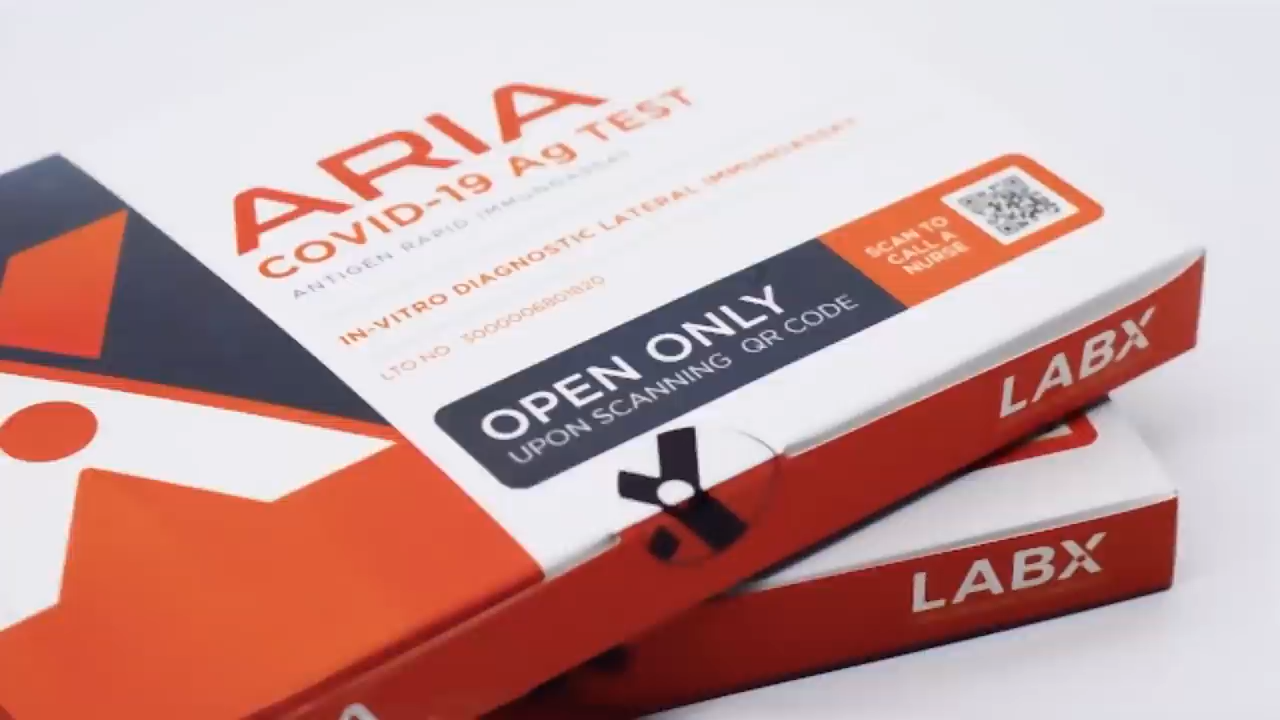 ARIA
COVID-19 Ag TEST
ANTIGEN RAPID IMMUNOASSAY
IN-VITRO DIAGNOSTIC LATERAL IMMUNOASSAY
LTO NO 3000006801820
OPEN ONLY
UPON SCANNING QR CODE
SCAN TO
CALL A
NURSE
LABX
LABX